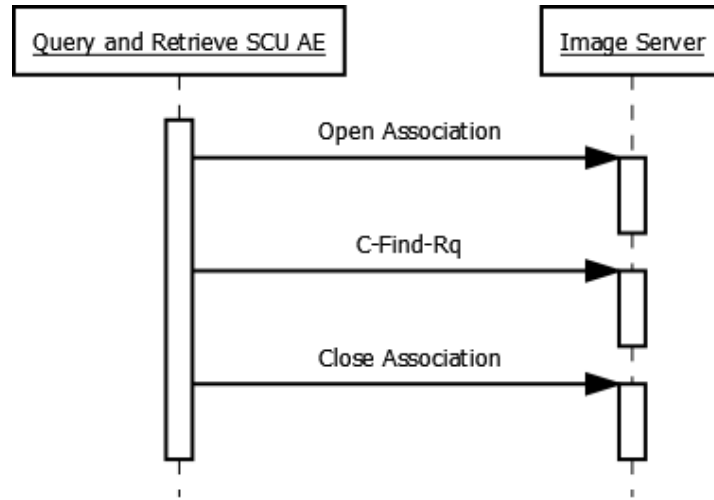 Query and Retrieve SCU AE
Image Server
Open Association
C-Find-Rq
Close Association